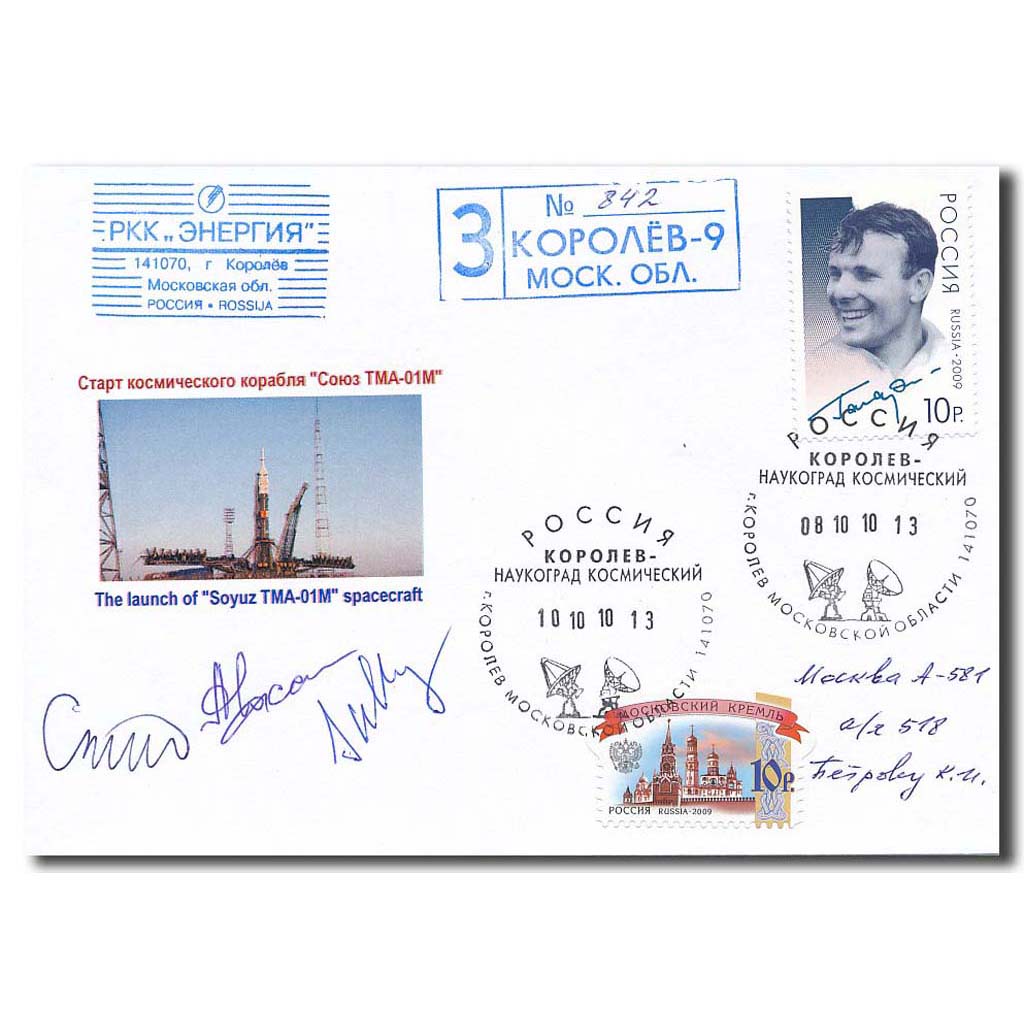 РКК „ЭНЕРГИЯ"
141070, г Королёв
Московская обл.
РОССИЯ • ROSSIJA
З
№ 842
КОРОЛЁВ-9
МОСК. ОБЛ.
РОССИЯ
RUSSIA • 2009
10Р.
Старт космического корабля "Союз ТМА-01М"
The launch of "Soyuz TMA-01M" spacecraft
РОССИЯ
КОРОЛЕВ-
НАУКОГРАД КОСМИЧЕСКИЙ
08 10 10 13
г. КОРОЛЕВ МОСКОВСКОЙ ОБЛАСТИ 141070
РОССИЯ
КОРОЛЕВ-
НАУКОГРАД КОСМИЧЕСКИЙ
10 10 10 13
г. КОРОЛЕВ МОСКОВСКОЙ ОБЛАСТИ 141070
МОСКОВСКИЙ КРЕМЛЬ
10Р.
РОССИЯ RUSSIA-2009
Москва А-581
а/я 518
Петрову К.И.